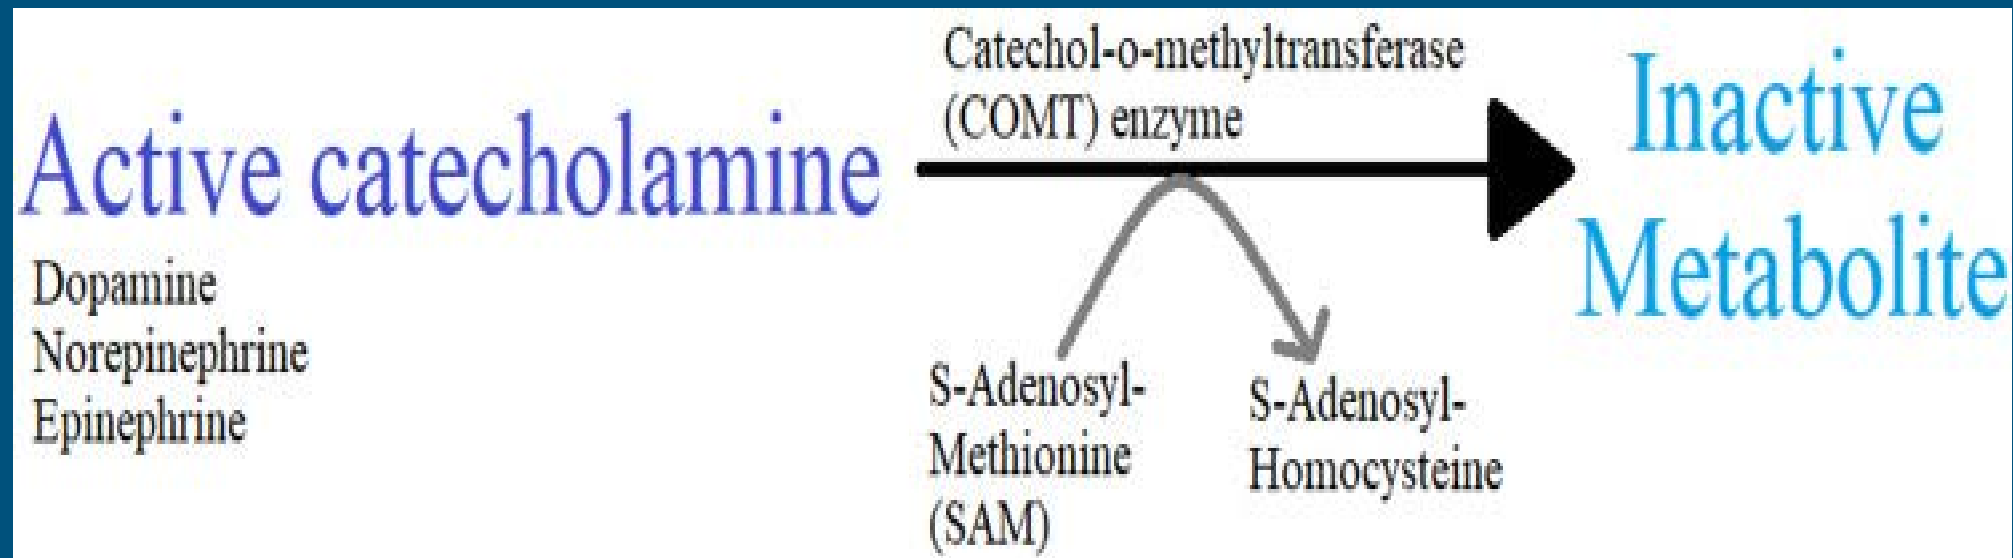 Active catecholamine
Dopamine
Norepinephrine
Epinephrine
Catechol-o-methyltransferase
(COMT) enzyme
S-Adenosyl-
Methionine
(SAM)
S-Adenosyl-
Homocysteine
Inactive
Metabolite